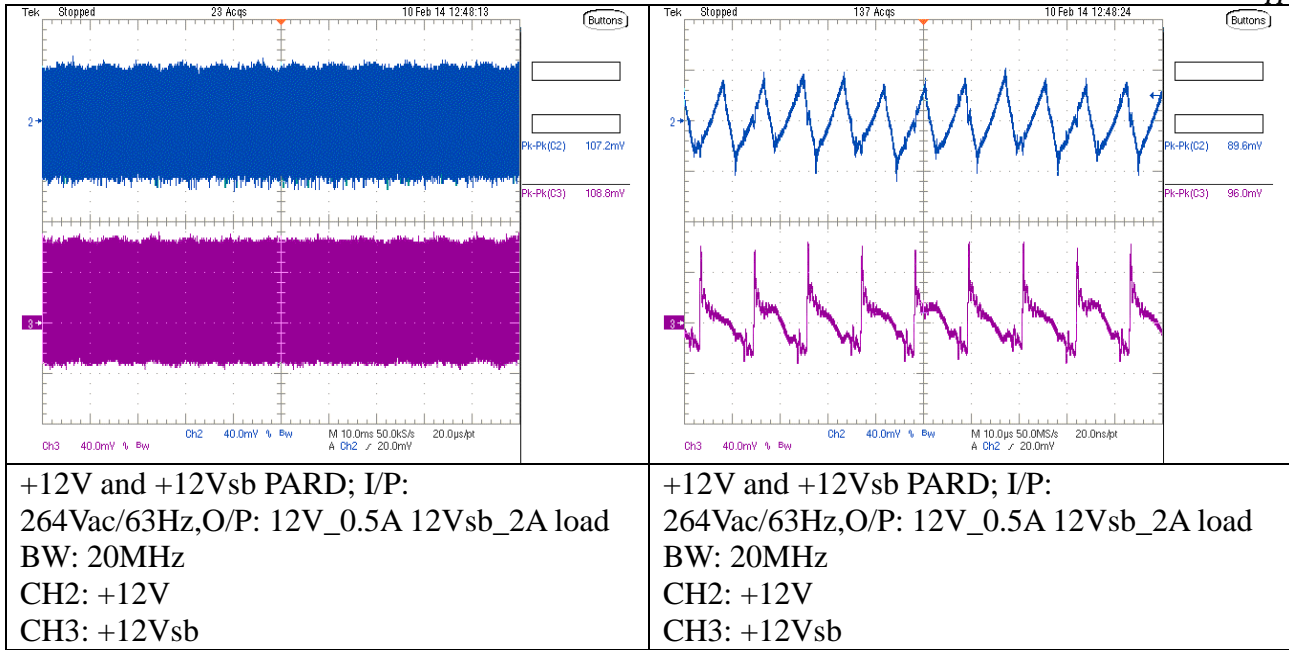 Tek Stopped 23 Acqs 10 Feb 14 12:48:13
Buttons
2
Pk-Pk(C2) 107.2mV
Pk-Pk(C3) 108.8mV
3
Ch2 40.0mV % Bw M 10.0ms 50.0kS/s 20.0µs/pt
Ch3 40.0mV % Bw A Ch2 / 20.0mV
+12V and +12Vsb PARD; I/P:
264Vac/63Hz,O/P: 12V_0.5A 12Vsb_2A load
BW: 20MHz
CH2: +12V
CH3: +12Vsb
Tek Stopped 137 Acqs 10 Feb 14 12:48:24
Buttons
2
Pk-Pk(C2) 89.6mV
Pk-Pk(C3) 96.0mV
3
Ch2 40.0mV % Bw M 10.0µs 50.0MS/s 20.0ns/pt
Ch3 40.0mV % Bw A Ch2 / 20.0mV
+12V and +12Vsb PARD; I/P:
264Vac/63Hz,O/P: 12V_0.5A 12Vsb_2A load
BW: 20MHz
CH2: +12V
CH3: +12Vsb